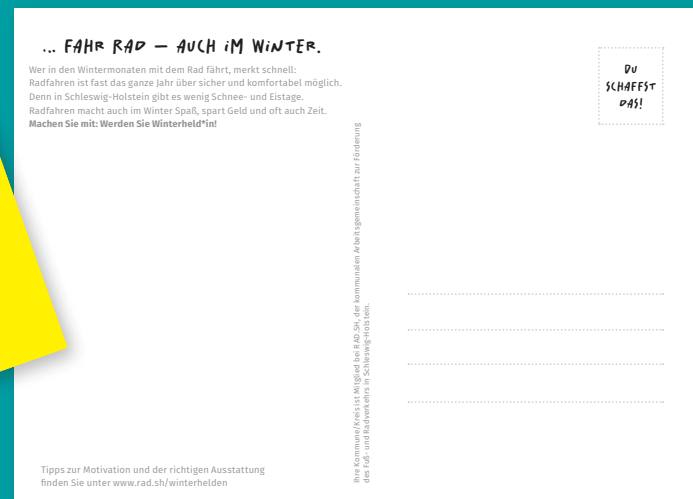 ... FAHR RAD – AUCH IM WINTER.
Wer in den Wintermonaten mit dem Rad fährt, merkt schnell:
Radfahren ist fast das ganze Jahr über sicher und komfortabel möglich.
Denn in Schleswig-Holstein gibt es wenig Schnee- und Eistage.
Radfahren macht auch im Winter Spaß, spart Geld und oft auch Zeit.
Machen Sie mit: Werden Sie Winterheld*in!
DU
SCHAFFST
DAS!
Ihre Kommune/Kreis ist Mitglied bei RAD.SH, der kommunalen Arbeitsgemeinschaft zur Förderung
des Fuß- und Radverkehrs in Schleswig-Holstein.
Tipps zur Motivation und der richtigen Ausstattung
finden Sie unter www.rad.sh/winterhelden